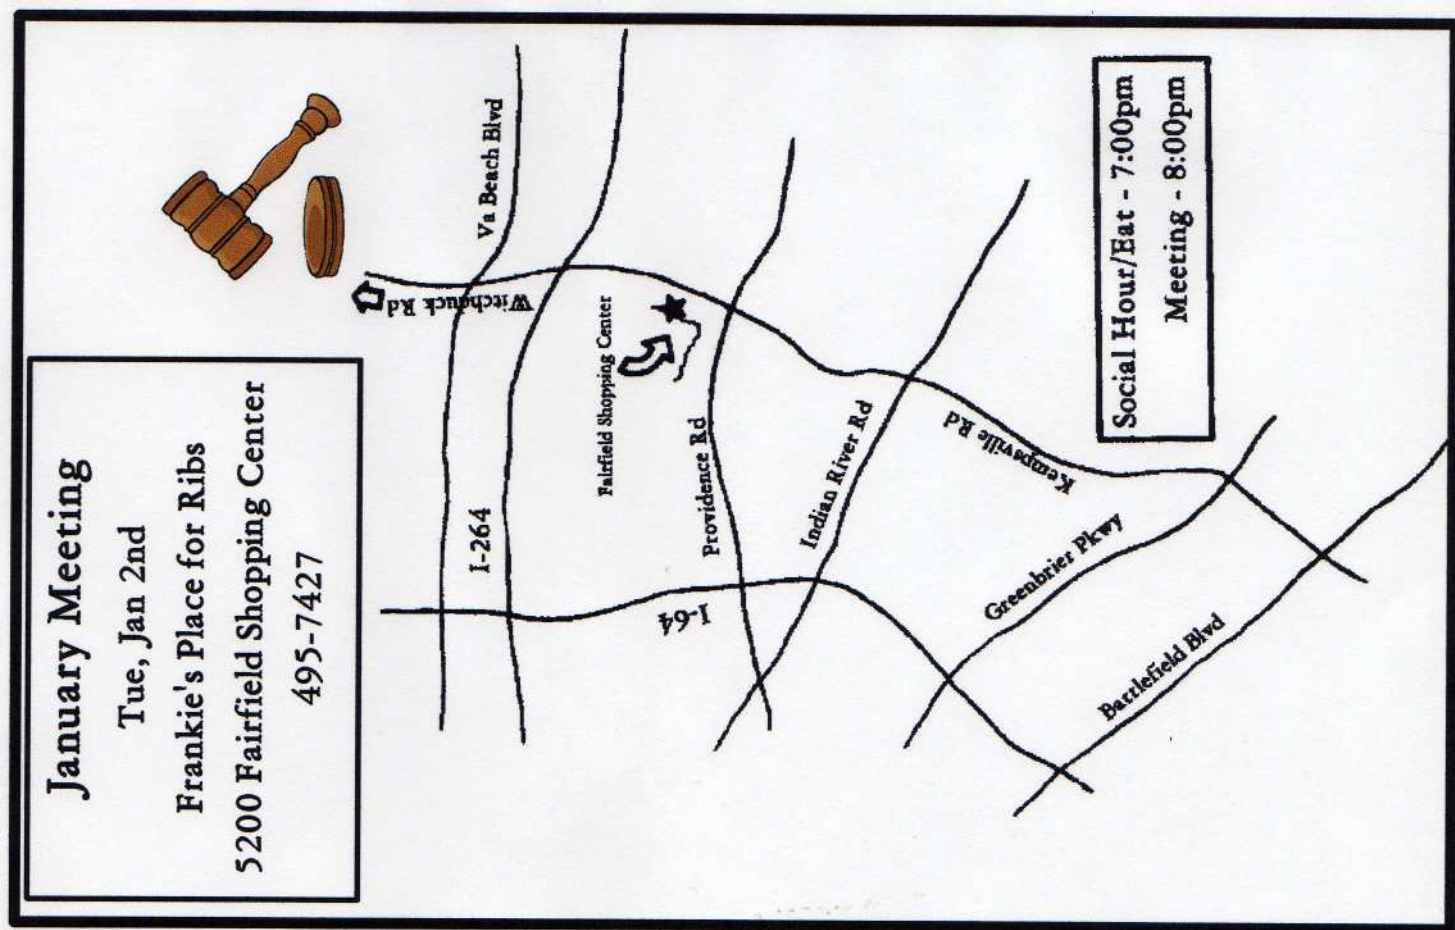 January Meeting
Tue, Jan 2nd
Frankie's Place for Ribs
5200 Fairfield Shopping Center
495-7427
Va Beach Blvd
Witchduck Rd
I-264
Fairfield Shopping Center
Providence Rd
I-64
Indian River Rd
Kempsville Rd
Greenbrier Pkwy
Battlefield Blvd
Social Hour/Eat - 7:00pm
Meeting - 8:00pm